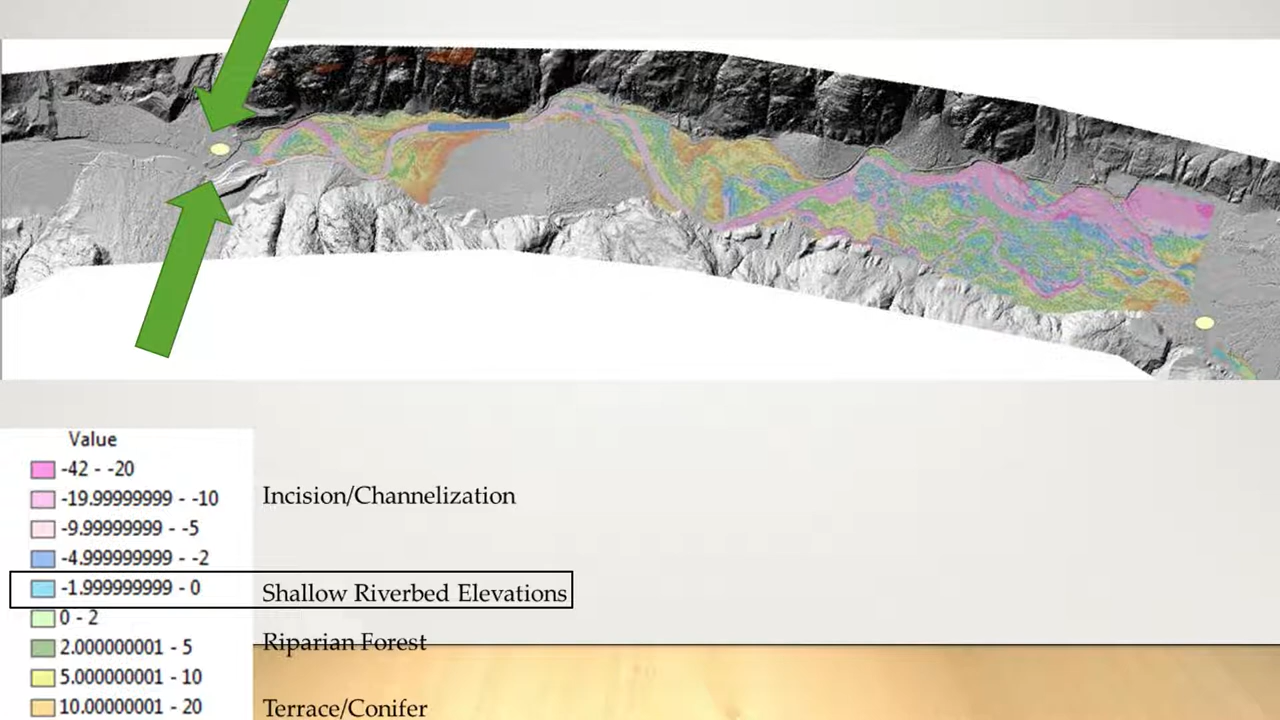 Value
-42 - -20
-19.99999999 - -10
Incision/Channelization
-9.99999999 - -5
-4.999999999 - -2
-1.999999999 - 0
Shallow Riverbed Elevations
0 - 2
Riparian Forest
2.000000001 - 5
5.000000001 - 10
10.00000001 - 20
Terrace/Conifer